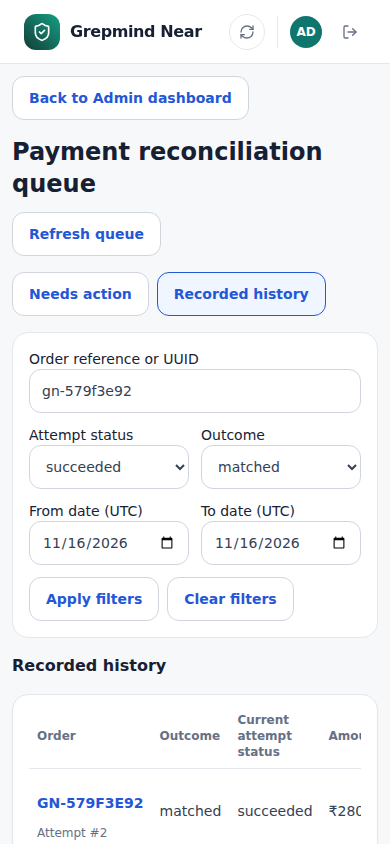 Grepmind Near
AD
Back to Admin dashboard
Payment reconciliation
queue
Refresh queue
Needs action
Recorded history
Order reference or UUID
gn-579f3e92
Attempt status
Outcome
succeeded
matched
From date (UTC)
To date (UTC)
11/16/2026
11/16/2026
Apply filters
Clear filters
Recorded history
Order
Outcome
Current
attempt
status
GN-579F3E92
matched
succeeded
₹280
Attempt #2